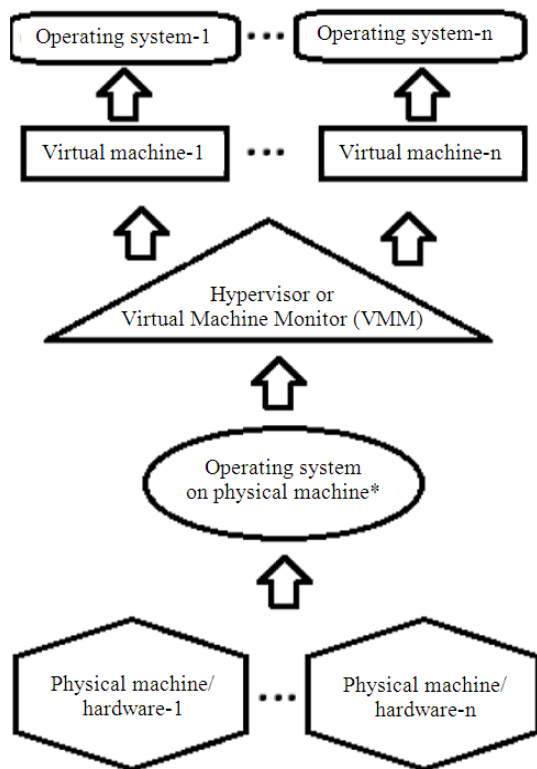 Operating system-1
...
Operating system-n
Virtual machine-1
...
Virtual machine-n
Hypervisor or
Virtual Machine Monitor (VMM)
Operating system
on physical machine*
Physical machine/
hardware-1
...
Physical machine/
hardware-n